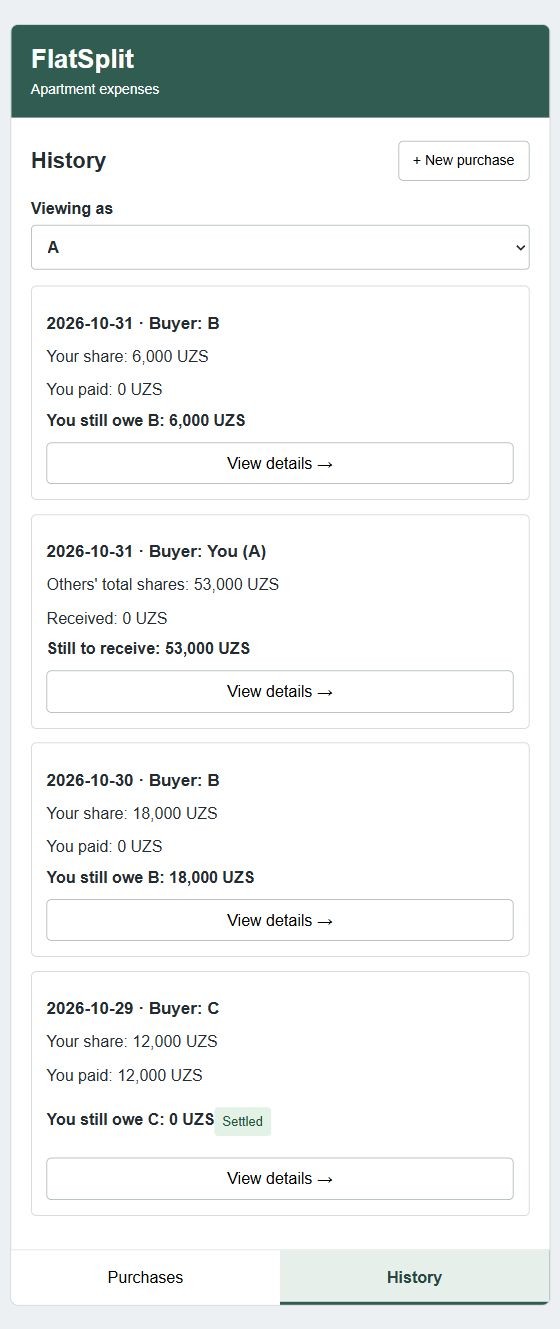 FlatSplit
Apartment expenses
History
+ New purchase
Viewing as
A
2026-10-31 · Buyer: B
Your share: 6,000 UZS
You paid: 0 UZS
You still owe B: 6,000 UZS
View details →
2026-10-31 · Buyer: You (A)
Others' total shares: 53,000 UZS
Received: 0 UZS
Still to receive: 53,000 UZS
View details →
2026-10-30 · Buyer: B
Your share: 18,000 UZS
You paid: 0 UZS
You still owe B: 18,000 UZS
View details →
2026-10-29 · Buyer: C
Your share: 12,000 UZS
You paid: 12,000 UZS
You still owe C: 0 UZS Settled
View details →
Purchases
History